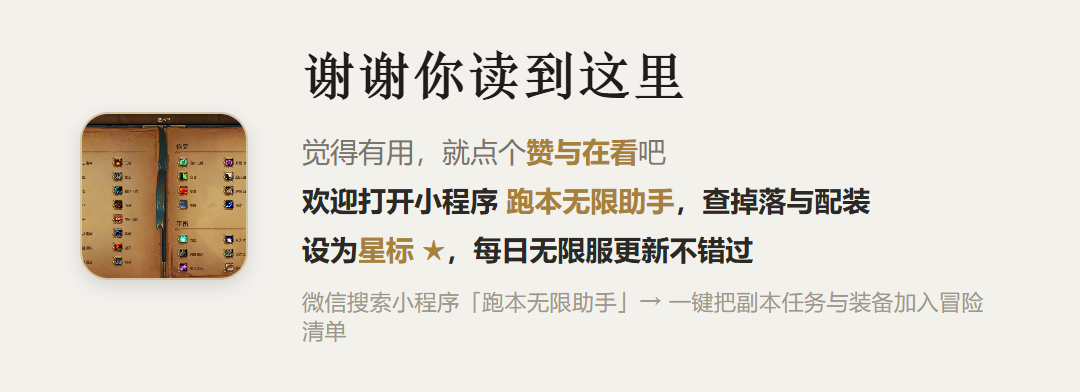 谢谢你读到这里
觉得有用，就点个赞与在看吧
欢迎打开小程序 跑本无限助手，查掉落与配装
设为星标 ★，每日无限服更新不错过
微信搜索小程序「跑本无限助手」→ 一键把副本任务与装备加入冒险
清单